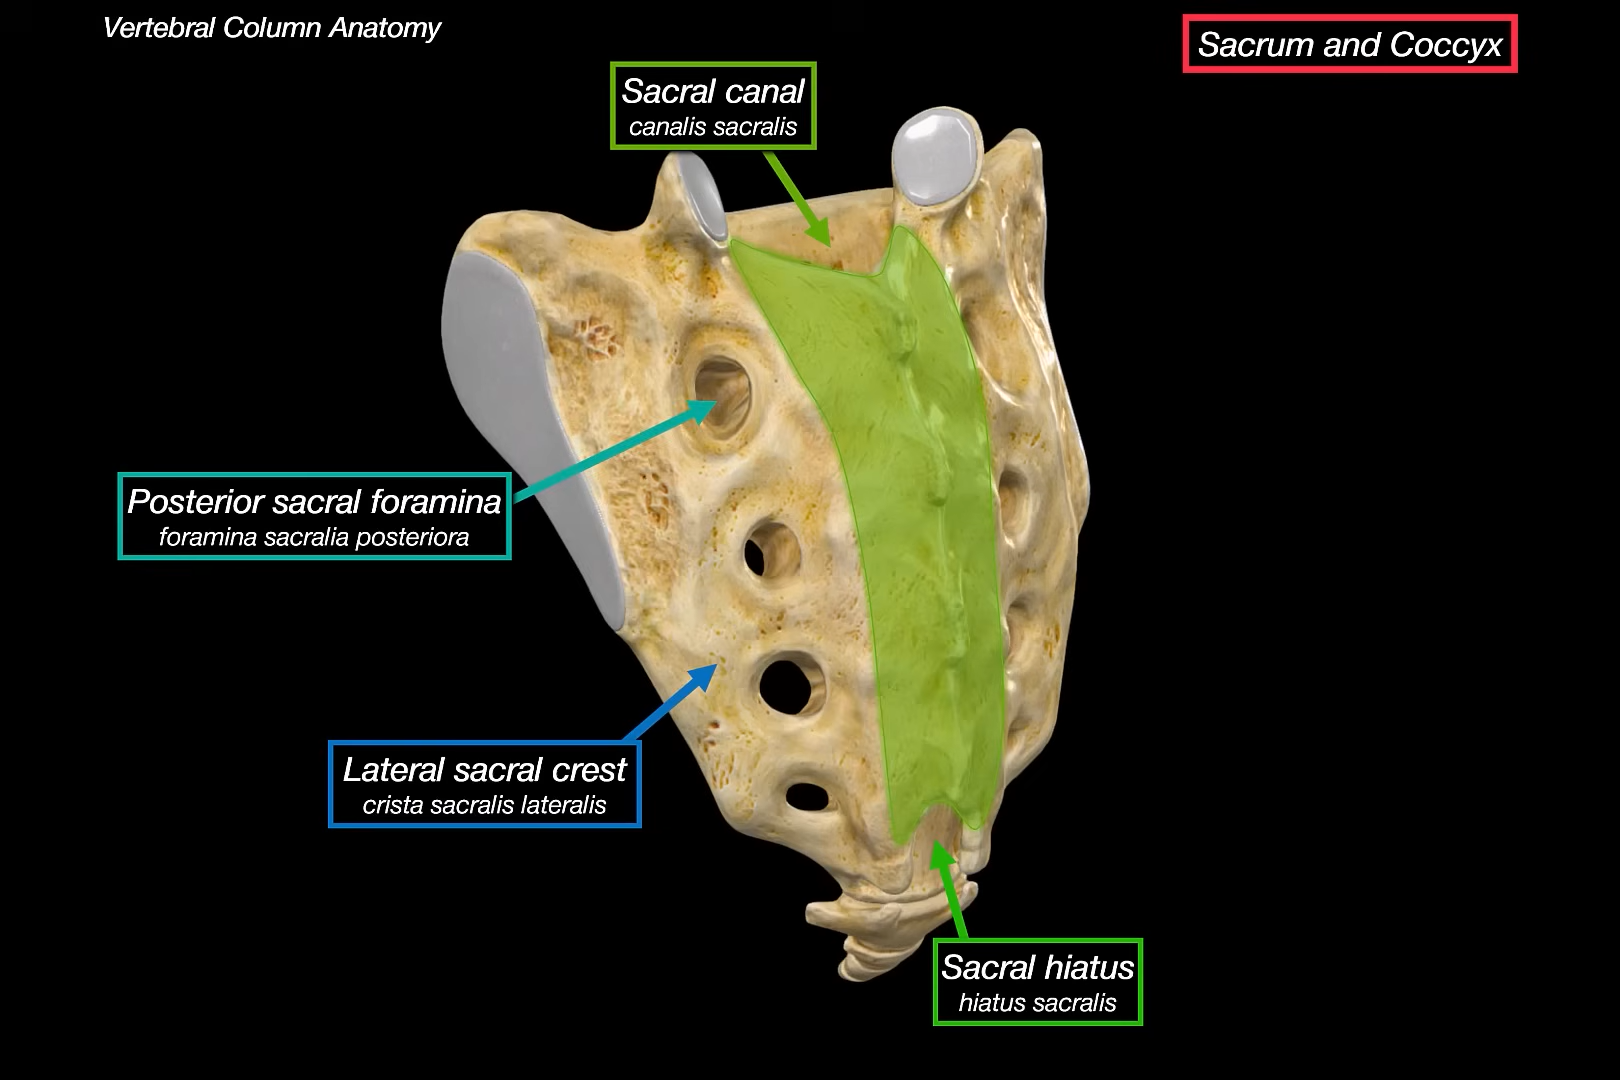 Vertebral Column Anatomy
Sacrum and Coccyx
Sacral canal
canalis sacralis
Posterior sacral foramina
foramina sacralia posteriora
Lateral sacral crest
crista sacralis lateralis
Sacral hiatus
hiatus sacralis